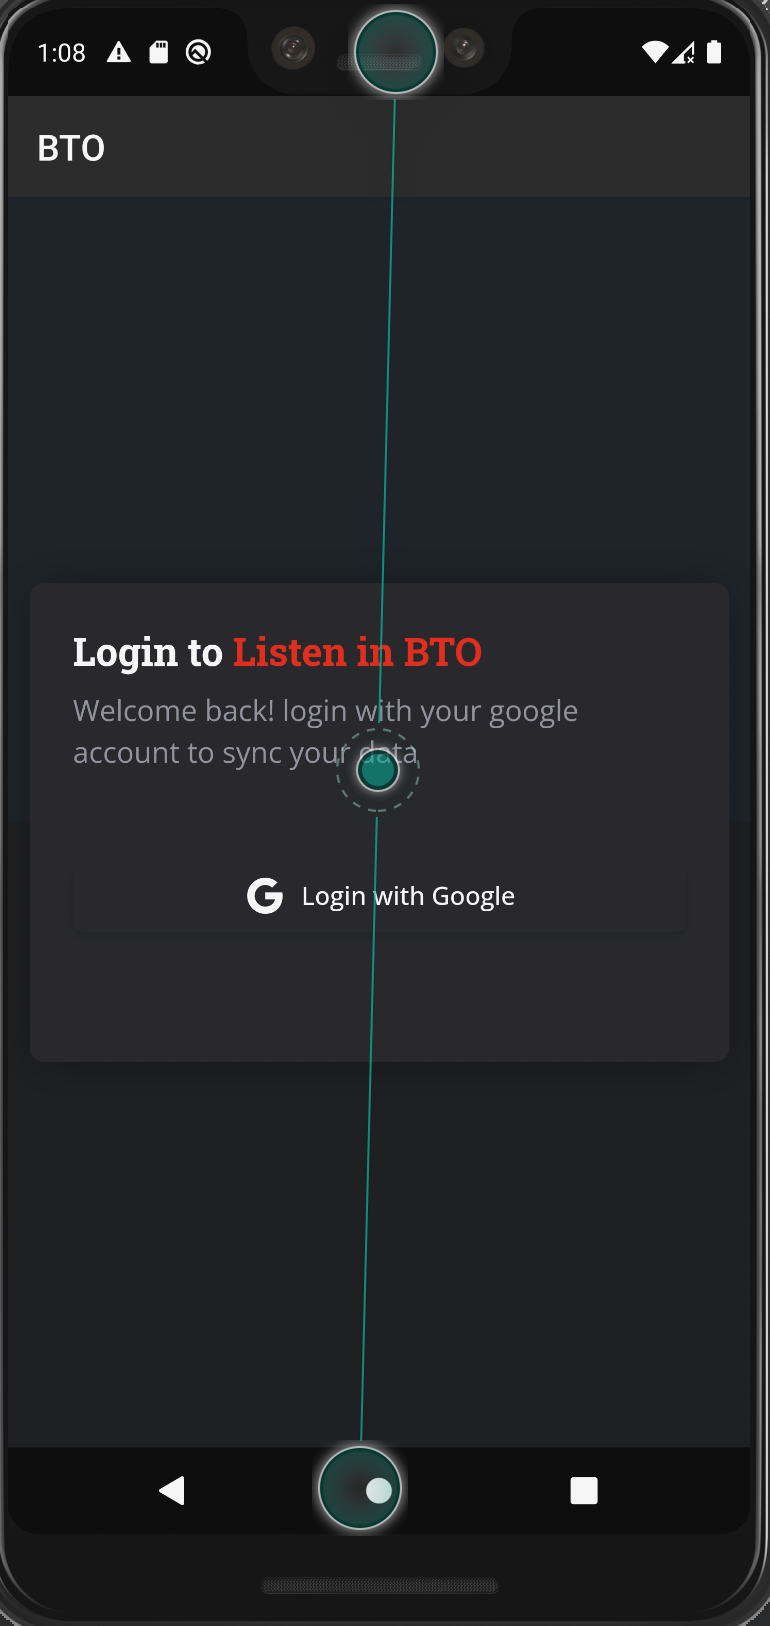 1:08
BTO
Login to Listen in BTO
Welcome back! login with your google
account to sync your data
Login with Google